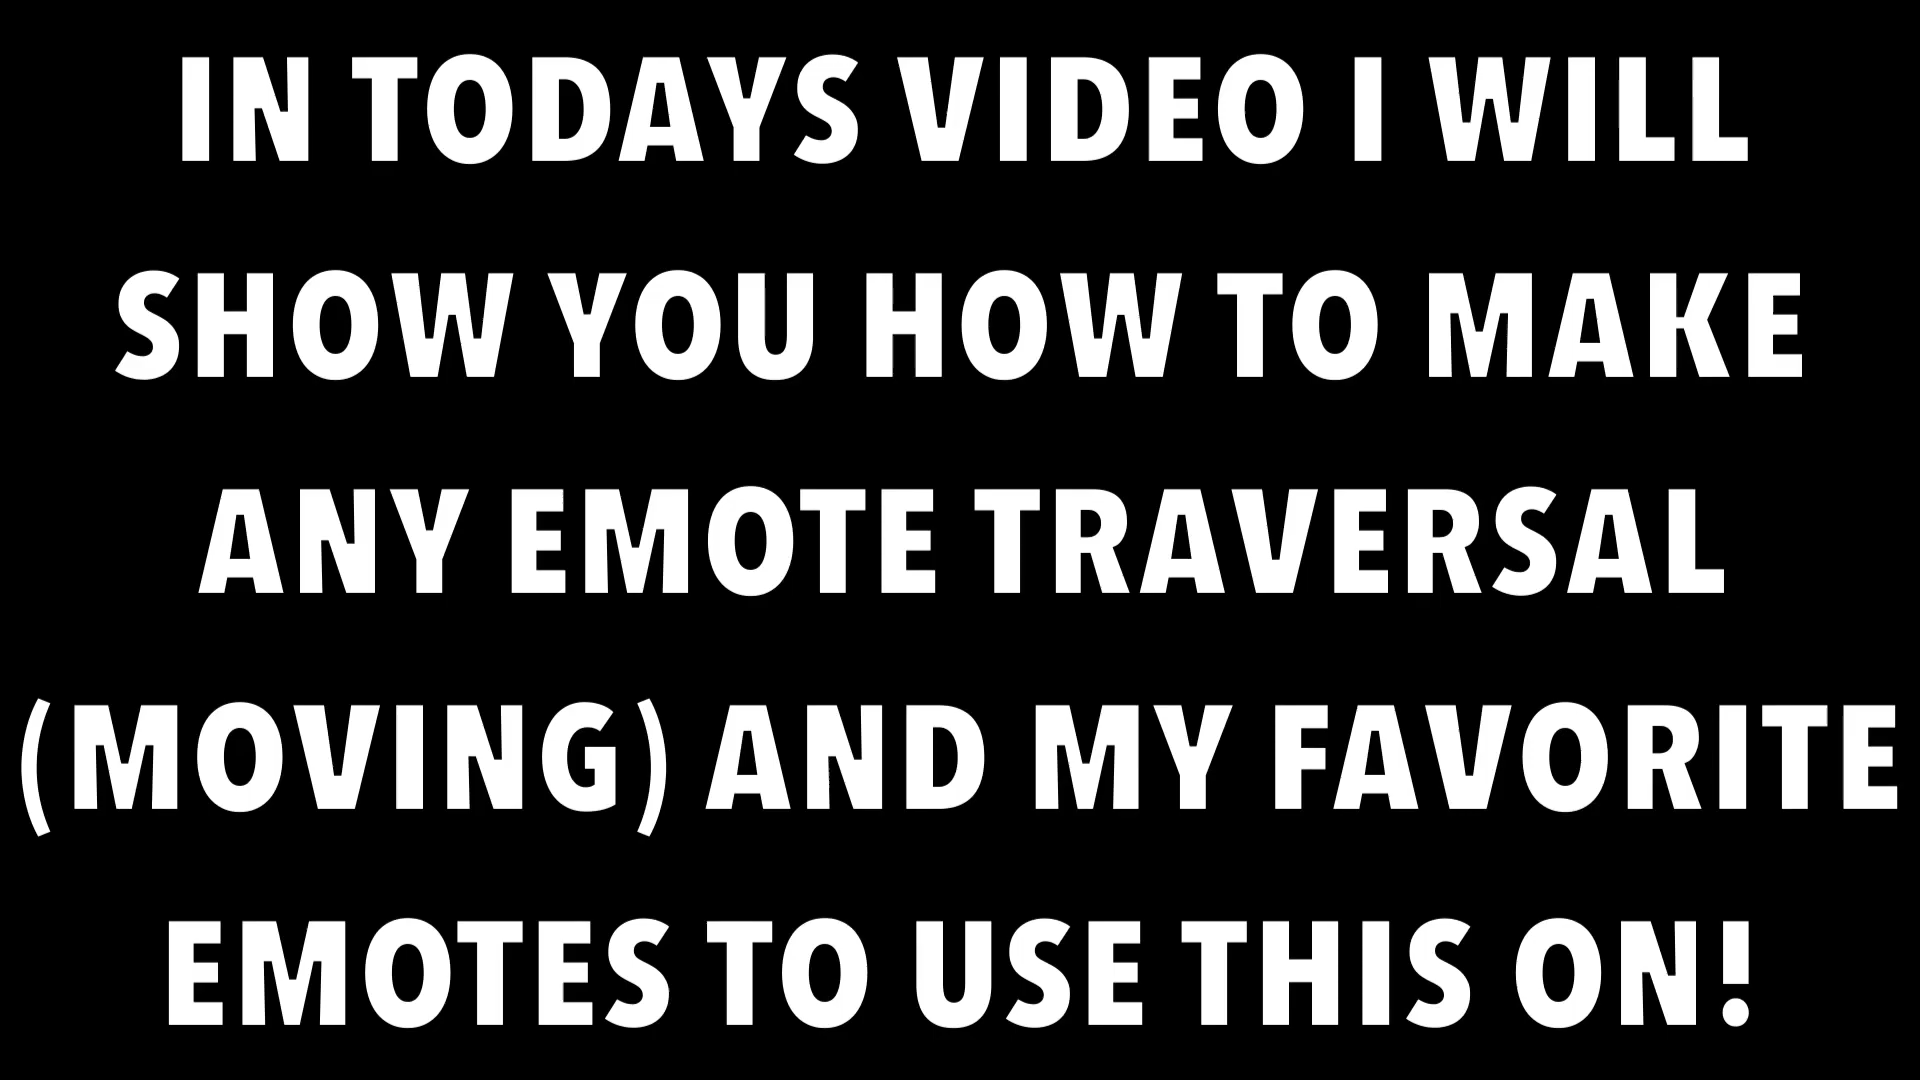 IN TODAYS VIDEO I WILL
SHOW YOU HOW TO MAKE
ANY EMOTE TRAVERSAL
(MOVING) AND MY FAVORITE
EMOTES TO USE THIS ON!